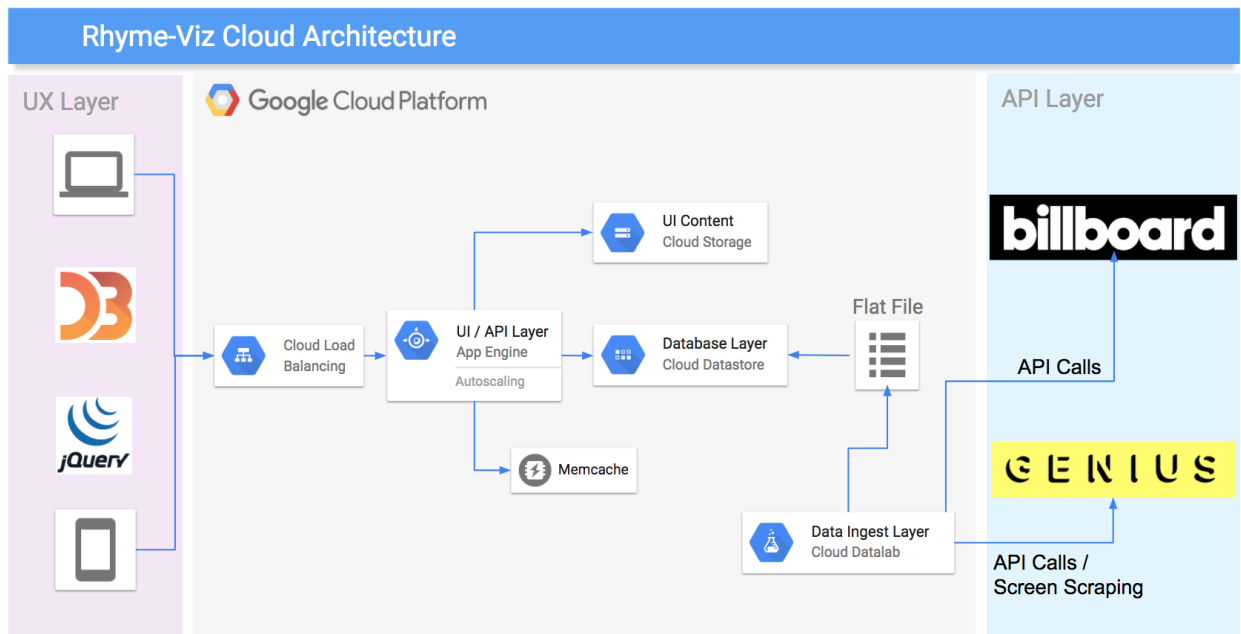 Rhyme-Viz Cloud Architecture
UX Layer
Google Cloud Platform
API Layer
D3
jQuery
Cloud Load
Balancing
UI / API Layer
App Engine
Autoscaling
UI Content
Cloud Storage
Database Layer
Cloud Datastore
Memcache
Flat File
Data Ingest Layer
Cloud Datalab
billboard
API Calls
GENIUS
API Calls /
Screen Scraping